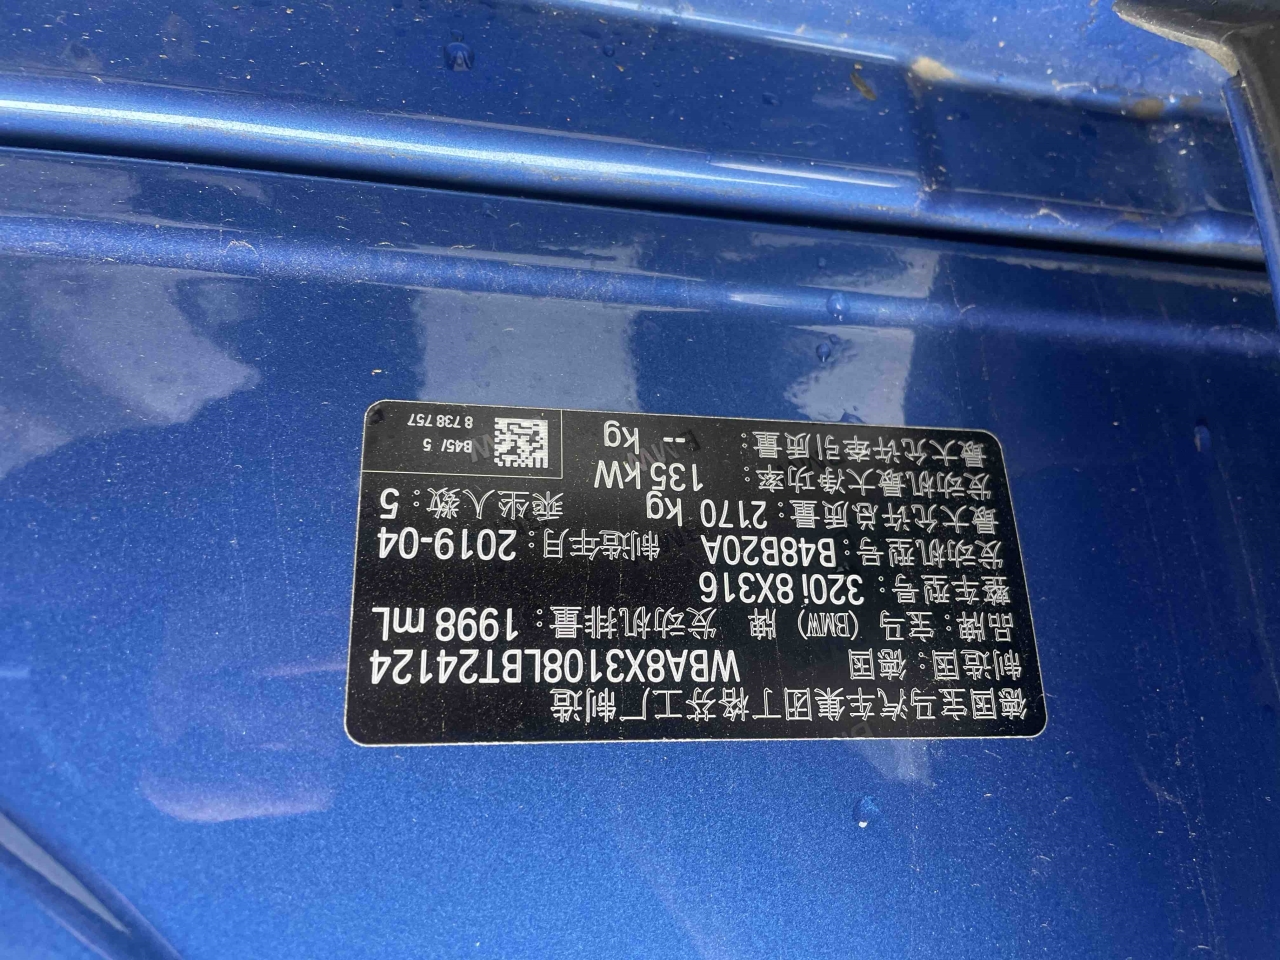 德国宝马汽车集团丁格芬工厂制造
制造国：德国 WBA8X3108LBT24124
品牌：宝马（BMW）牌 发动机排量：1998 mL
整车型号：320i 8X316
发动机型号：B48B20A 制造年月：2019-04
最大允许总质量：2170 kg 乘坐人数：5
发动机最大净功率： 135 kW
最大允许牵引质量： -- kg
B45/ 5
8 738 757